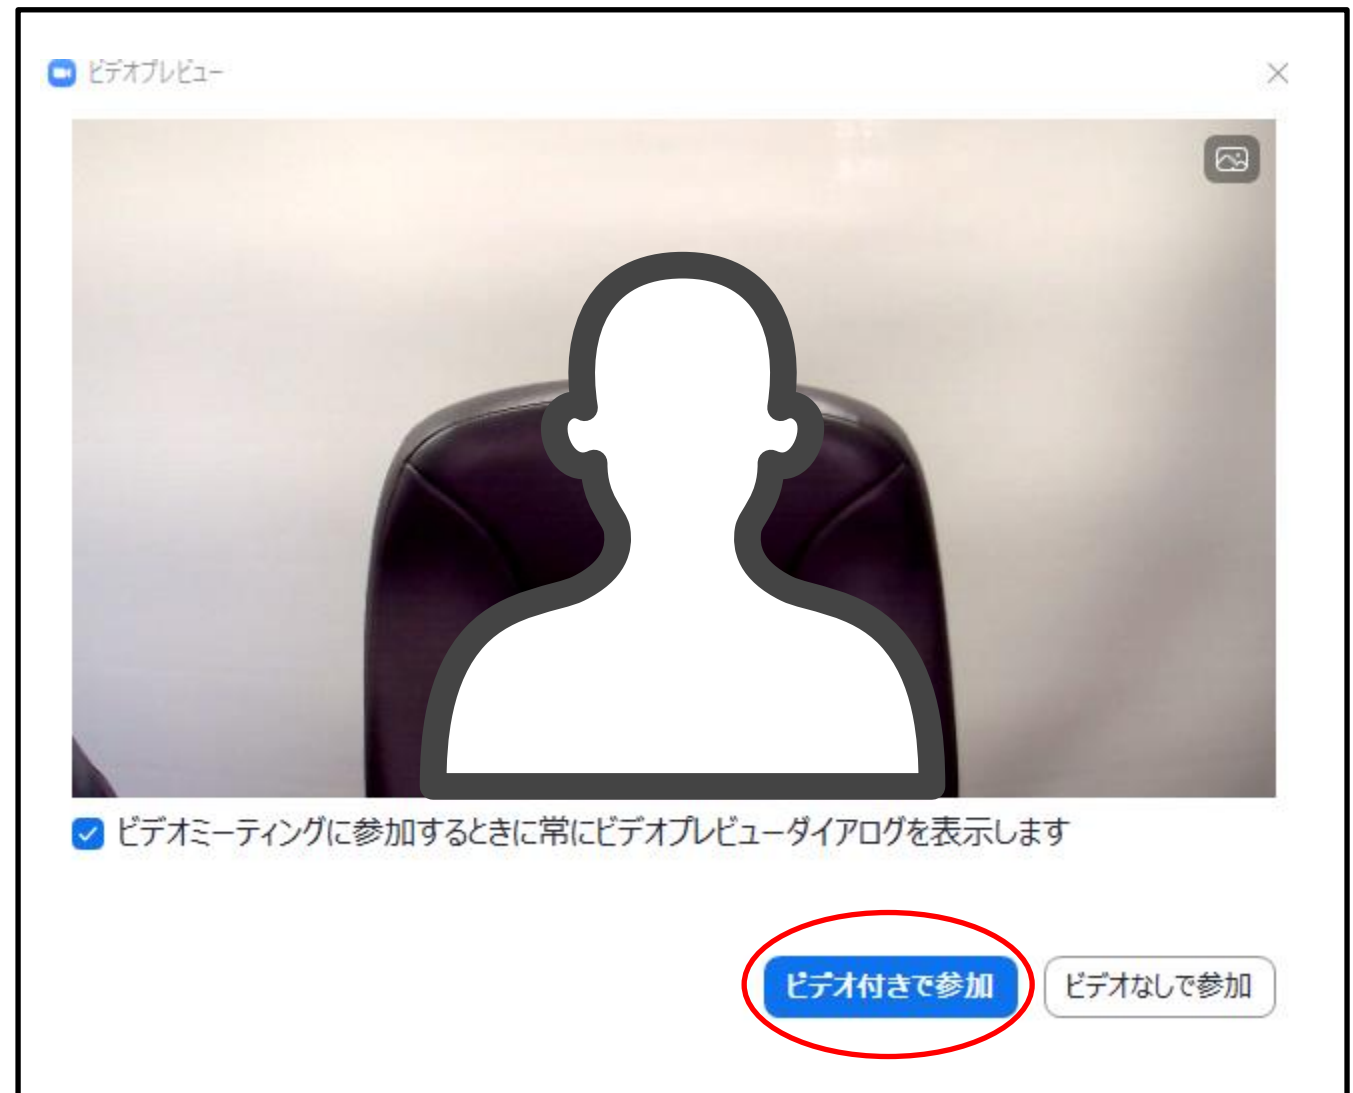 ビデオプレビュー
ビデオミーティングに参加するときに常にビデオプレビューダイアログを表示します
ビデオ付きで参加
ビデオなしで参加